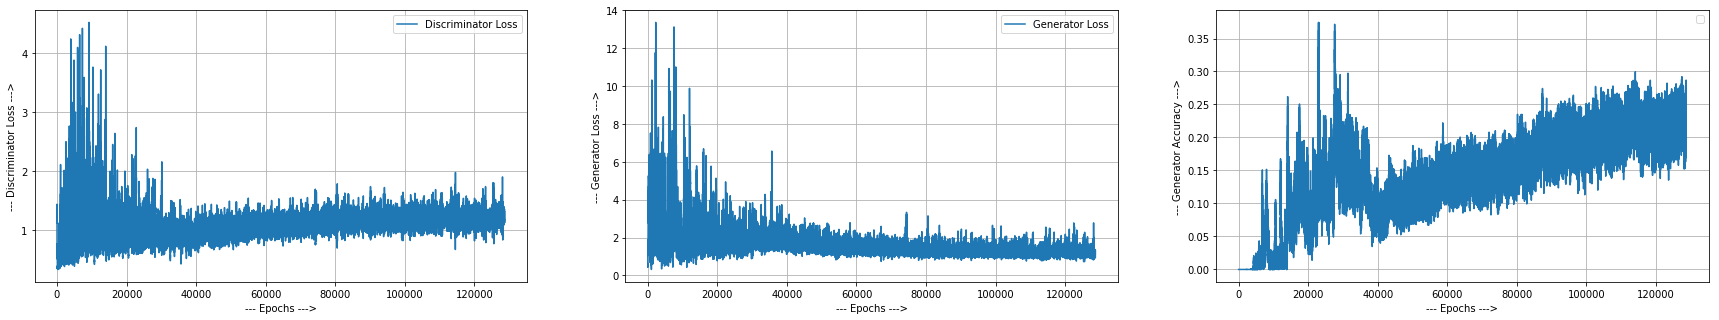 Discriminator Loss
4
3
2
1
--- Discriminator Loss --->
0 20000 40000 60000 80000 100000 120000
--- Epochs --->
Generator Loss
14
12
10
8
6
4
2
0
--- Generator Loss --->
0 20000 40000 60000 80000 100000 120000
--- Epochs --->
0.35
0.30
0.25
0.20
0.15
0.10
0.05
0.00
--- Generator Accuracy --->
0 20000 40000 60000 80000 100000 120000
--- Epochs --->